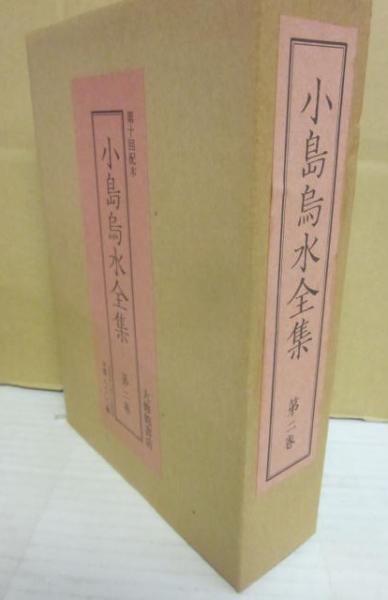 第十回配本
小島烏水全集
第二巻
大修館書店
小島烏水全集
第二巻